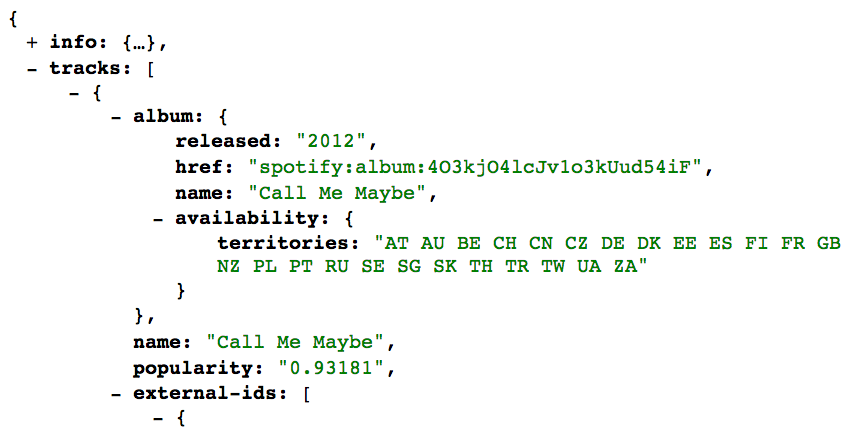 {
+ info: {…},
- tracks: [
- {
- album: {
released: "2012",
href: "spotify:album:4O3kjO4lcJv1o3kUud54iF",
name: "Call Me Maybe",
- availability: {
territories: "AT AU BE CH CN CZ DE DK EE ES FI FR GB
NZ PL PT RU SE SG SK TH TR TW UA ZA"
}
},
name: "Call Me Maybe",
popularity: "0.93181",
- external-ids: [
- {